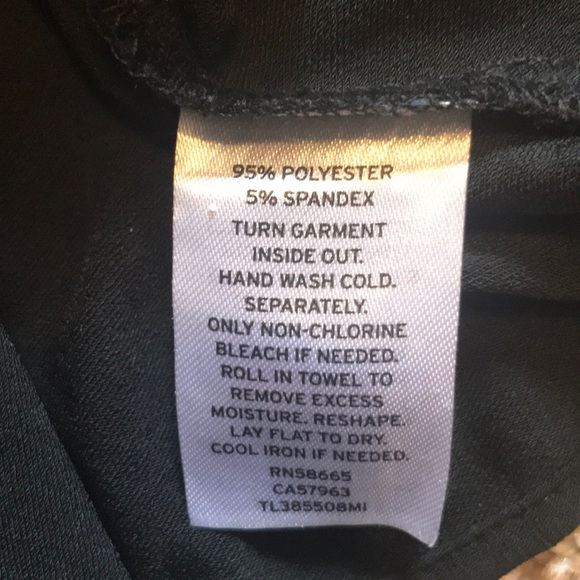 95% POLYESTER
5% SPANDEX
TURN GARMENT
INSIDE OUT.
HAND WASH COLD.
SEPARATELY.
ONLY NON-CHLORINE
BLEACH IF NEEDED.
ROLL IN TOWEL TO
REMOVE EXCESS
MOISTURE. RESHAPE.
LAY FLAT TO DRY.
COOL IRON IF NEEDED.
RN58665
CA57963
TL385508MI